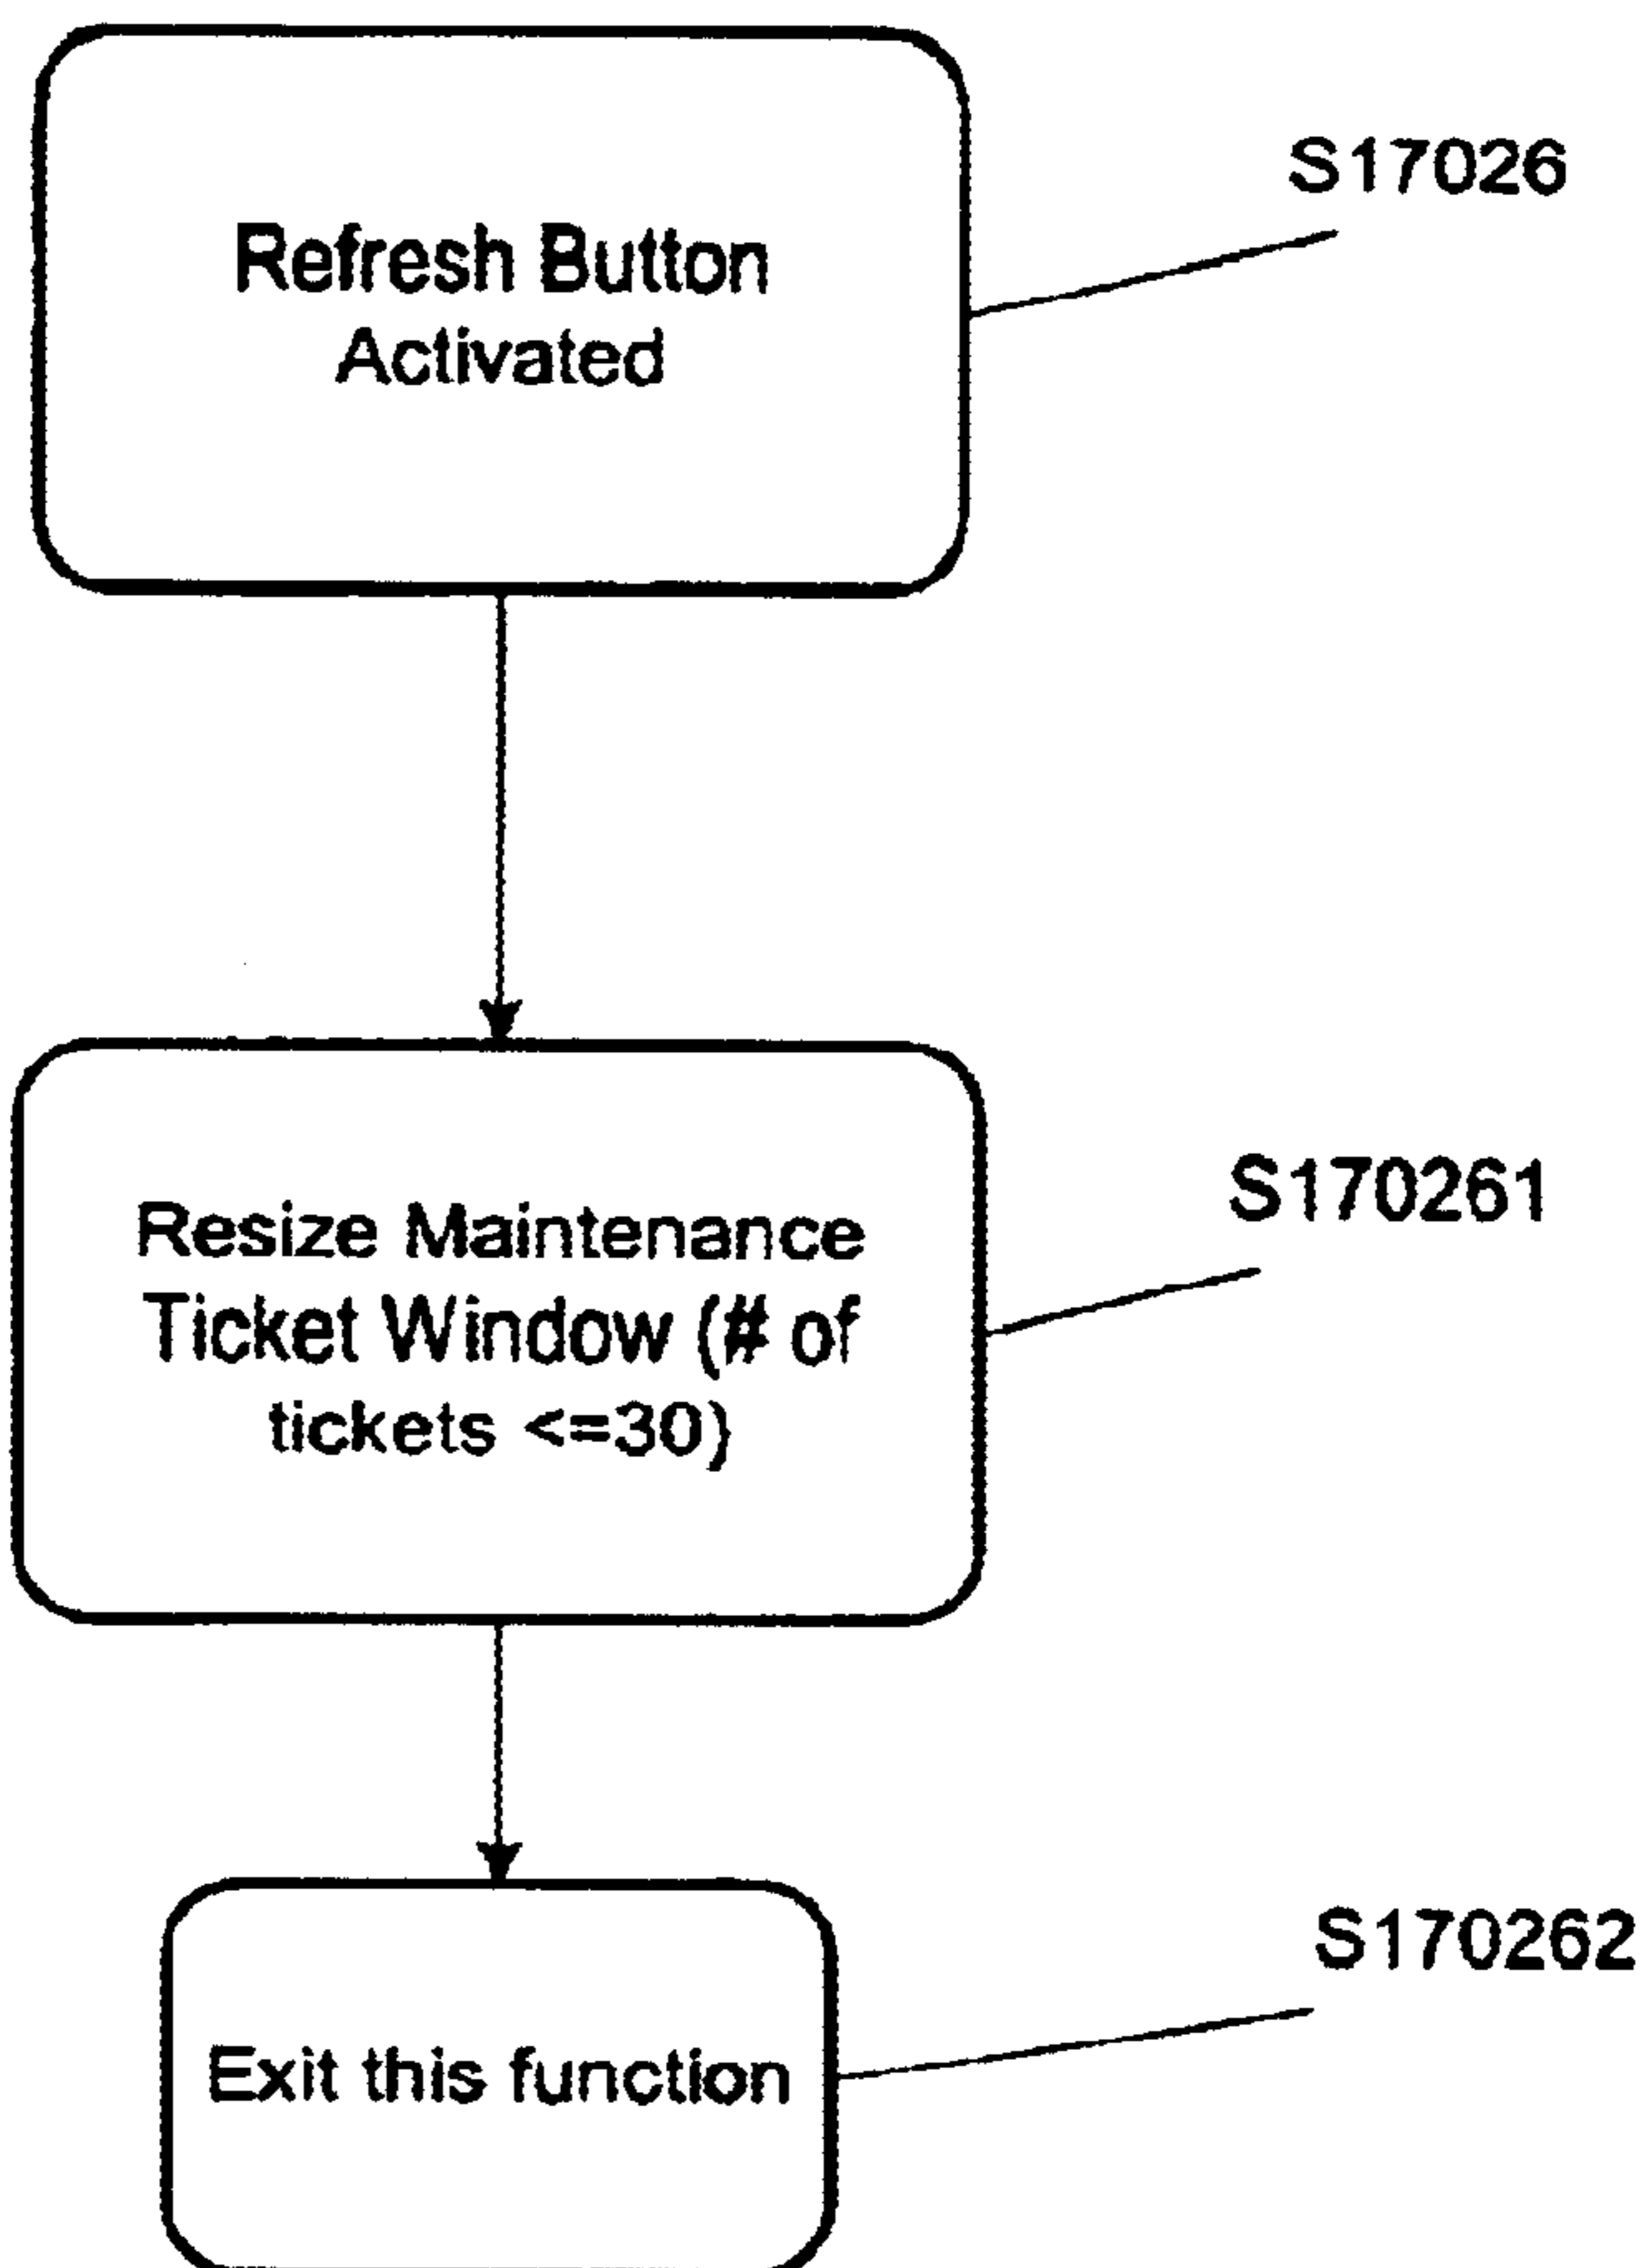 S17026
Refresh Button
Activated
S170261
Resize Maintenance
Ticket Window (# of
tickets <=30)
S170262
Exit this function